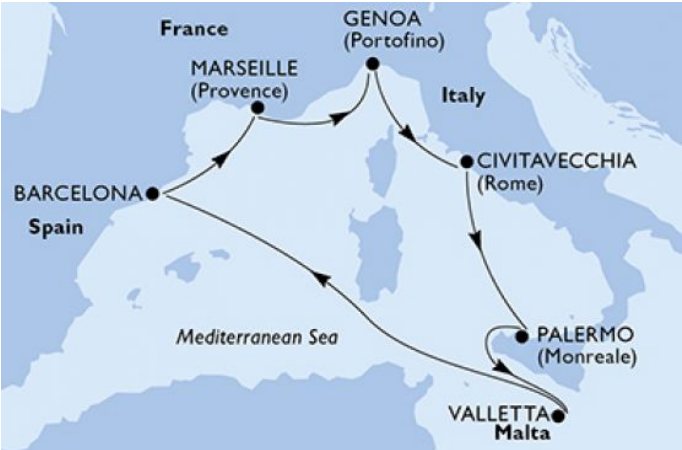 France
GENOA
(Portofino)
MARSEILLE
(Provence)
Italy
CIVITAVECCHIA
(Rome)
BARCELONA
Spain
Mediterranean Sea
PALERMO
(Monreale)
VALLETTA
Malta